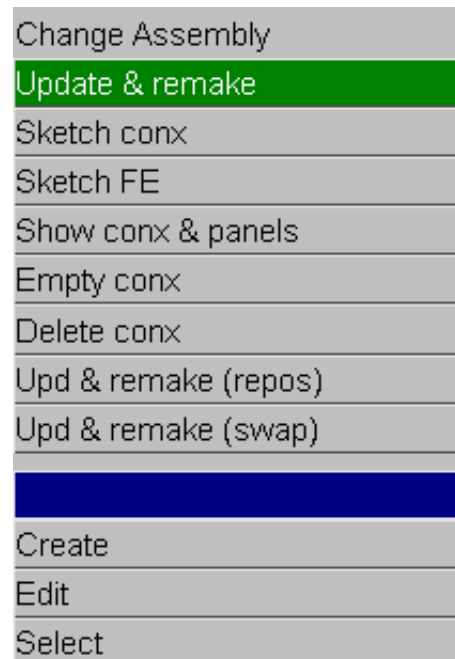 Change Assembly
Update & remake
Sketch conx
Sketch FE
Show conx & panels
Empty conx
Delete conx
Upd & remake (repos)
Upd & remake (swap)
Create
Edit
Select